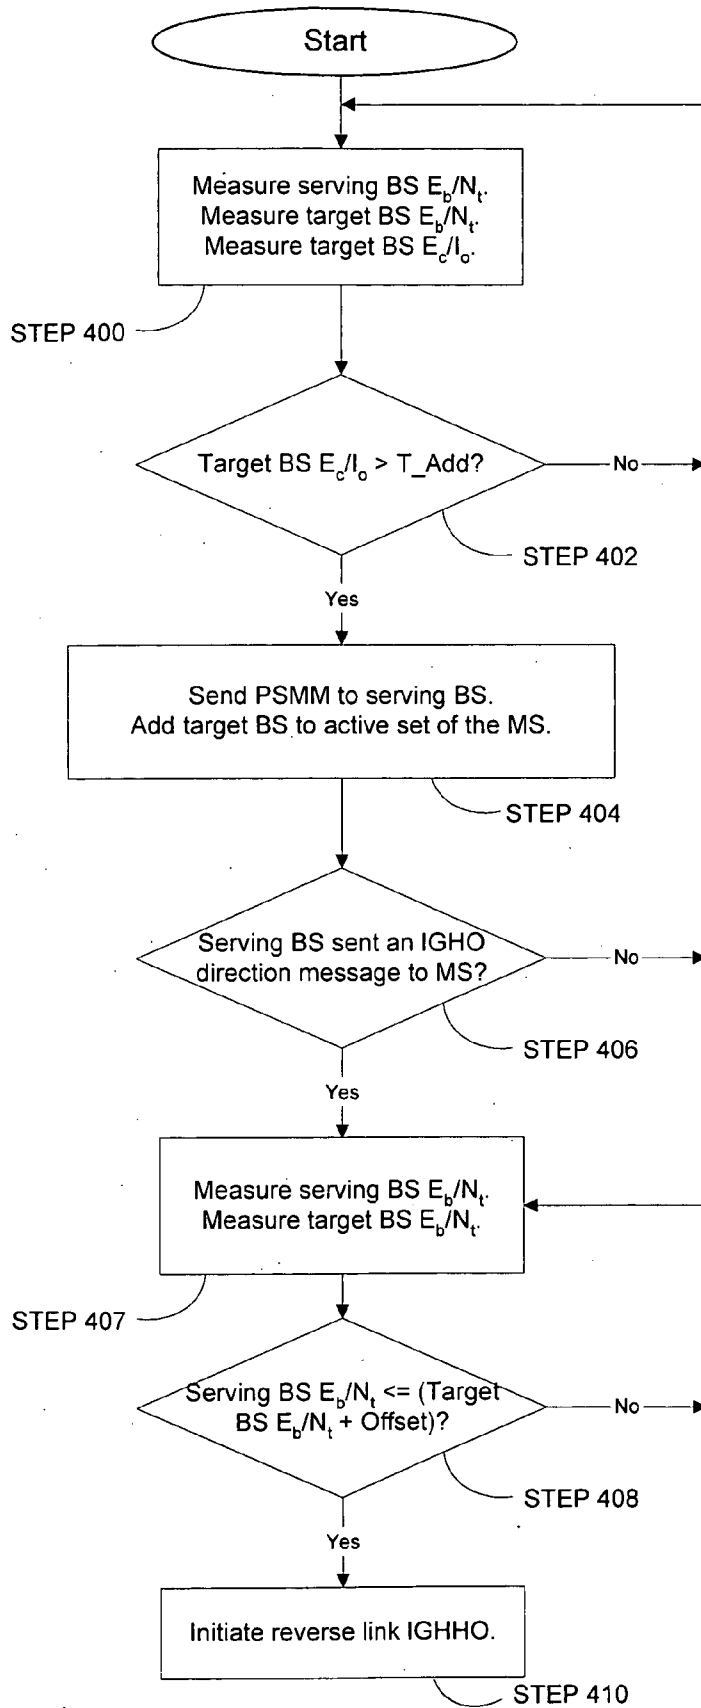 Start
Measure serving BS E_b/N_t.
Measure target BS E_b/N_t.
Measure target BS E_c/I_o.
STEP 400
Target BS E_c/I_o > T_Add?
No
STEP 402
Yes
Send PSMM to serving BS.
Add target BS to active set of the MS.
STEP 404
Serving BS sent an IGHO
direction message to MS?
No
STEP 406
Yes
Measure serving BS E_b/N_t.
Measure target BS E_b/N_t.
STEP 407
Serving BS E_b/N_t <= (Target
BS E_b/N_t + Offset)?
No
STEP 408
Yes
Initiate reverse link IGHHO.
STEP 410